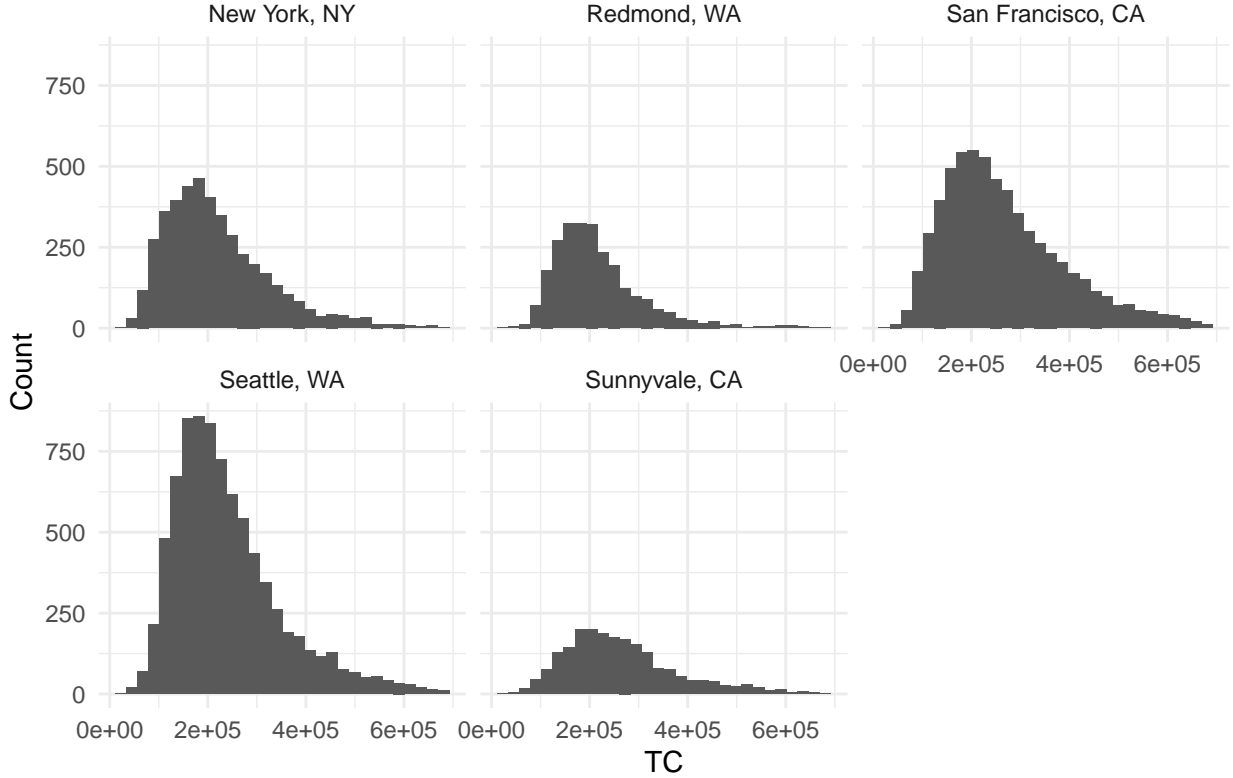 New York, NY
Redmond, WA
San Francisco, CA
750
500
250
0
0e+00 2e+05 4e+05 6e+05
Seattle, WA
Sunnyvale, CA
Count
750
500
250
0
0e+00 2e+05 4e+05 6e+05
0e+00 2e+05 4e+05 6e+05
TC